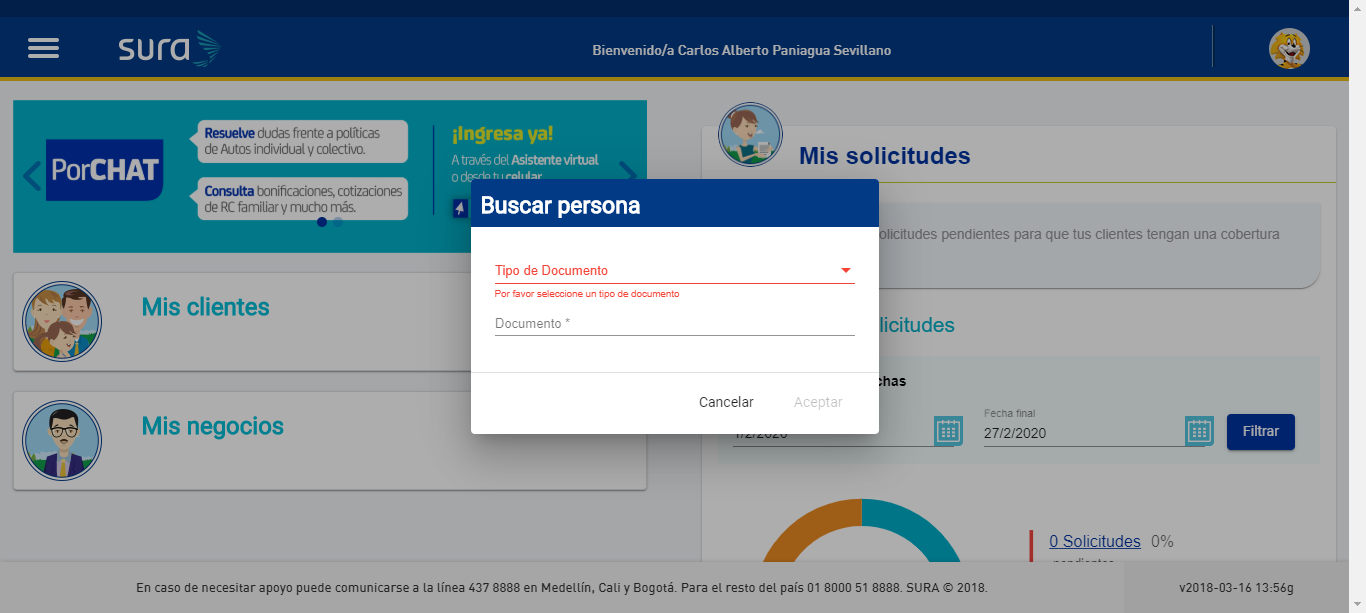 sura
Bienvenido/a Carlos Alberto Paniagua Sevillano
PorCHAT
Resuelve dudas frente a políticas
de Autos individual y colectivo.
Consulta bonificaciones, cotizaciones
de RC familiar y mucho más.
¡Ingresa ya!
A través del Asistente virtual
o desde tu celular
Mis solicitudes
olicitudes pendientes para que tus clientes tengan una cobertura
Buscar persona
Tipo de Documento
Por favor seleccione un tipo de documento
Documento *
Cancelar
Aceptar
Mis clientes
Mis negocios
licitudes
chas
1/2/2020
Fecha final
27/2/2020
Filtrar
0 Solicitudes 0%
pendientes
En caso de necesitar apoyo puede comunicarse a la línea 437 8888 en Medellín, Cali y Bogotá. Para el resto del país 01 8000 51 8888. SURA © 2018.
v2018-03-16 13:56g